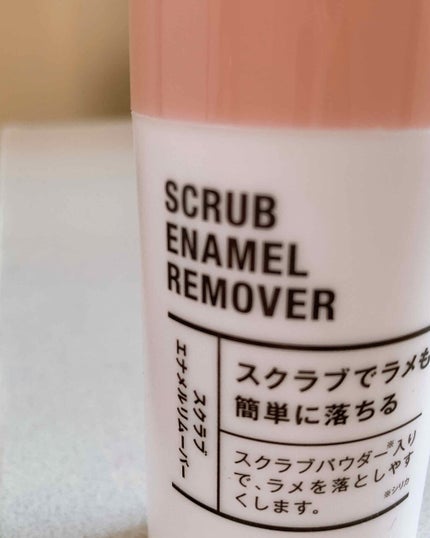 SCRUB
ENAMEL
REMOVER
スクラブ
エナメルリムーバー
スクラブでラメも
簡単に落ちる
スクラブパウダー※入り
で、ラメを落としやす
くします。 ※シリカ